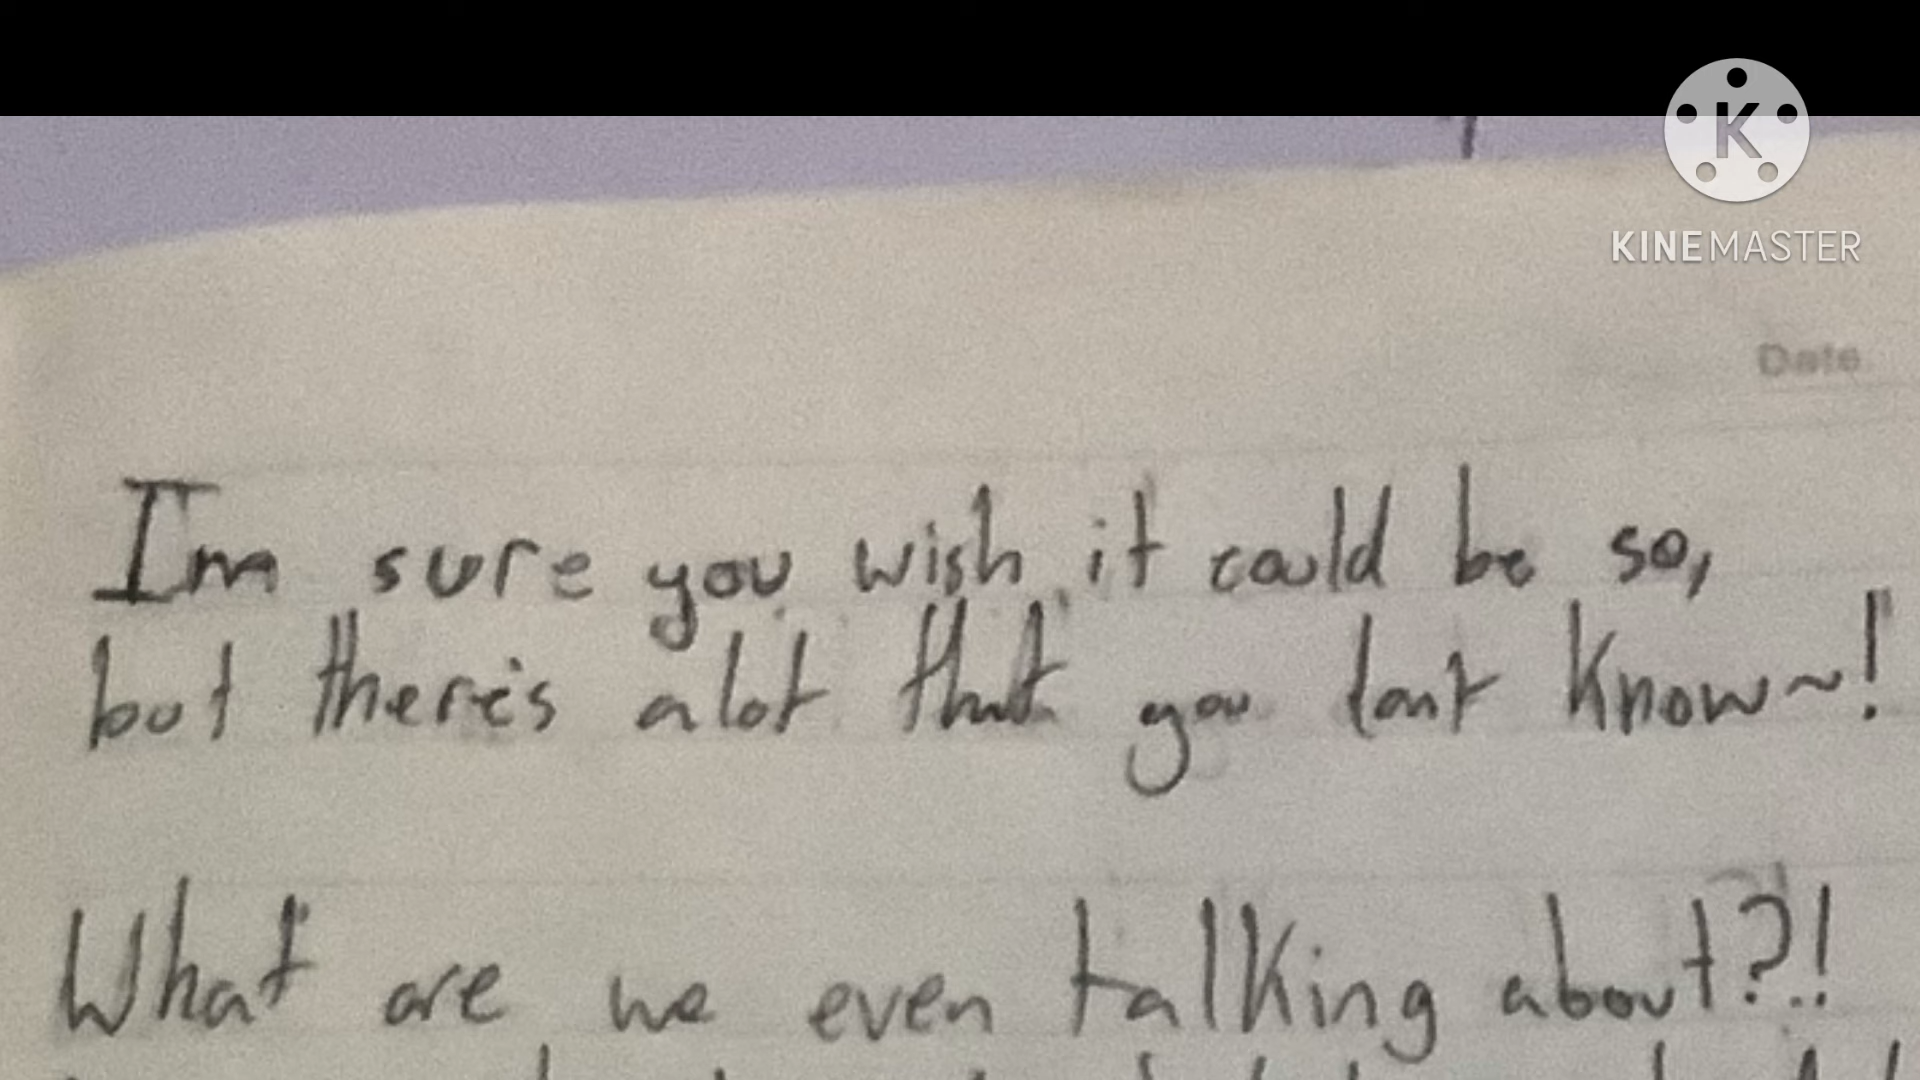 KINEMASTER
Date
I'm sure you wish it could be so,
but there's a lot that you dont know~!
What are we even talking about?!